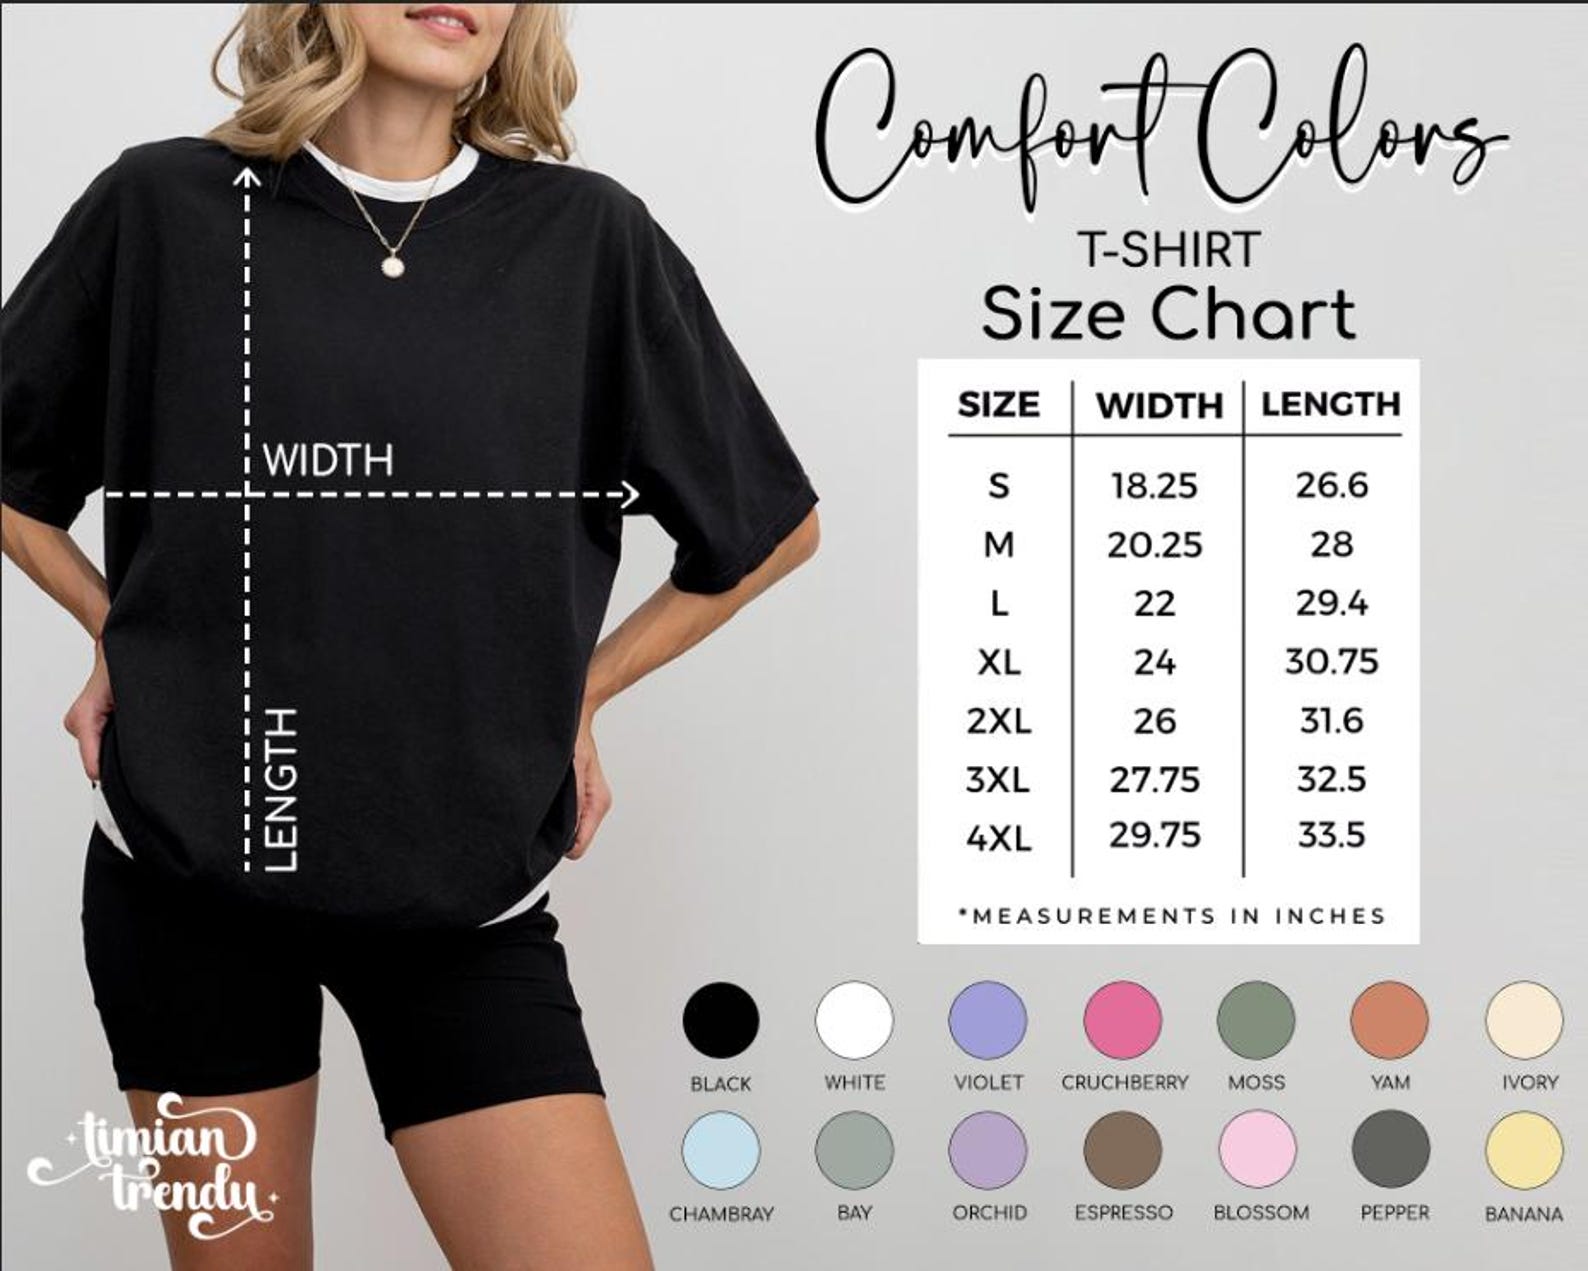 Comfort Colors
T-SHIRT
Size Chart
SIZE WIDTH LENGTH
S 18.25 26.6
M 20.25 28
L 22 29.4
XL 24 30.75
2XL 26 31.6
3XL 27.75 32.5
4XL 29.75 33.5
*MEASUREMENTS IN INCHES
WIDTH
LENGTH
BLACK WHITE VIOLET CRUCHBERRY MOSS YAM IVORY
CHAMBRAY BAY ORCHID ESPRESSO BLOSSOM PEPPER BANANA
timian
trendy